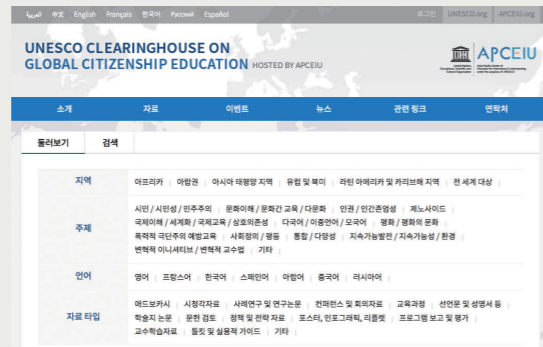 العربية 中文 English Français 한국어 Русский Español 로그인 UNESCO.org APCEIU.org
UNESCO CLEARINGHOUSE ON
GLOBAL CITIZENSHIP EDUCATION HOSTED BY APCEIU
APCEIU
소개 자료 이벤트 뉴스 관련 링크 연락처
둘러보기 검색
지역 아프리카 | 아랍권 | 아시아 태평양 지역 | 유럽 및 북미 | 라틴 아메리카 및 카리브해 지역 | 전 세계 대상 |
시민 / 시민성 / 민주주의 | 문화이해 / 문화간 교육 / 다문화 | 인권 / 인간존엄성 | 제노사이드 |
국제이해 / 세계화 / 국제교육 / 상호의존성 | 다국어 / 이중언어 / 모국어 | 평화 / 평화의 문화 |
주제
폭력적 극단주의 예방교육 | 사회정의 / 평등 | 통합 / 다양성 | 지속가능발전 / 지속가능성 / 환경 |
변혁적 이니셔티브 / 변혁적 교수법 | 기타 |
언어 영어 | 프랑스어 | 한국어 | 스페인어 | 아랍어 | 중국어 | 러시아어 |
애드보카시 | 시청각자료 | 사례연구 및 연구논문 | 컨퍼런스 및 회의자료 | 교육과정 | 선언문 및 성명서 등 |
자료 타입 학술지 논문 | 문헌 검토 | 정책 및 전략 자료 | 포스터, 인포그래픽, 리플렛 | 프로그램 보고 및 평가 |
교수학습자료 | 툴킷 및 실용적 가이드 | 기타 |